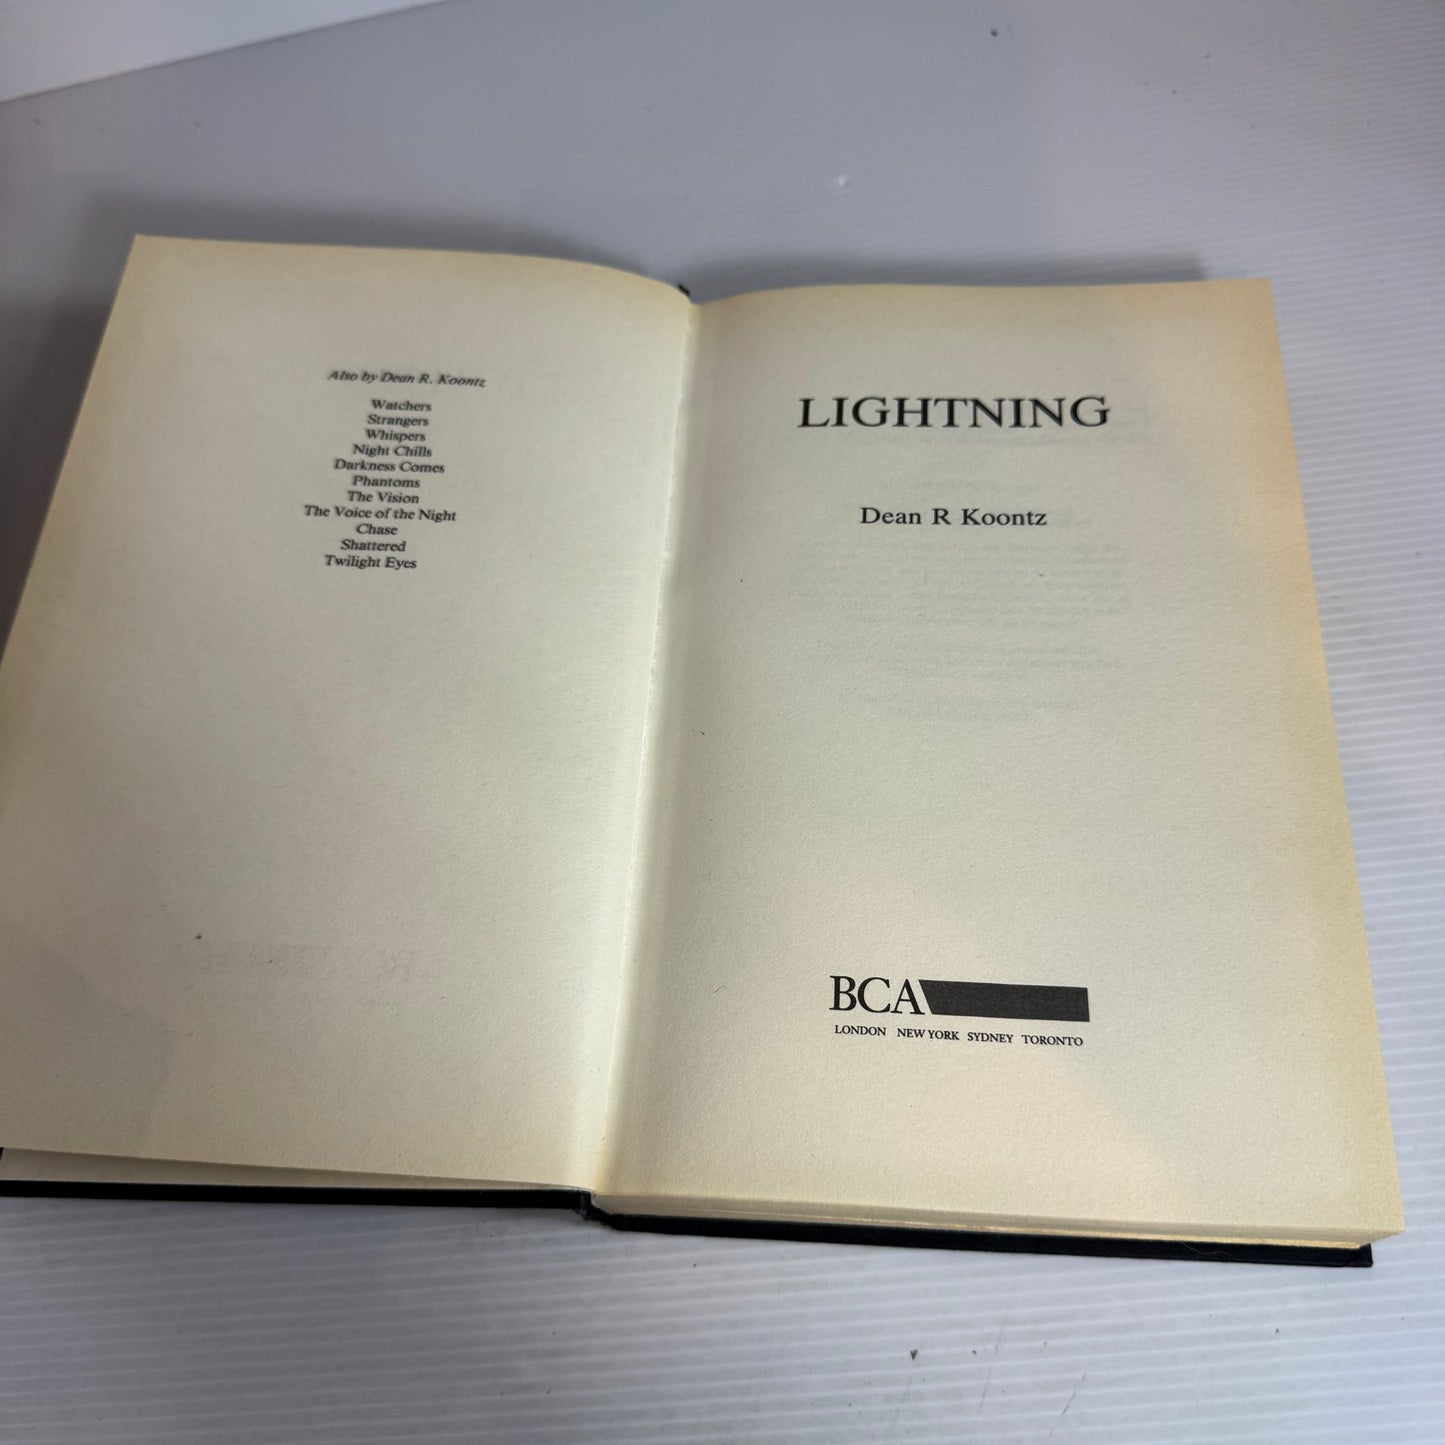 Also by Dean R. Koontz
Watchers
Strangers
Whispers
Night Chills
Darkness Comes
Phantoms
The Vision
The Voice of the Night
Chase
Shattered
Twilight Eyes
LIGHTNING
Dean R Koontz
BCA
LONDON NEW YORK SYDNEY TORONTO